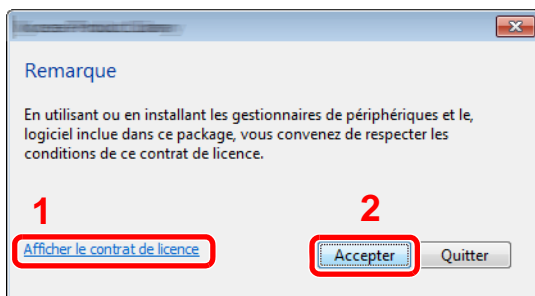 Remarque
En utilisant ou en installant les gestionnaires de périphériques et le,
logiciel inclue dans ce package, vous convenez de respecter les
conditions de ce contrat de licence.
1
2
Afficher le contrat de licence
Accepter
Quitter